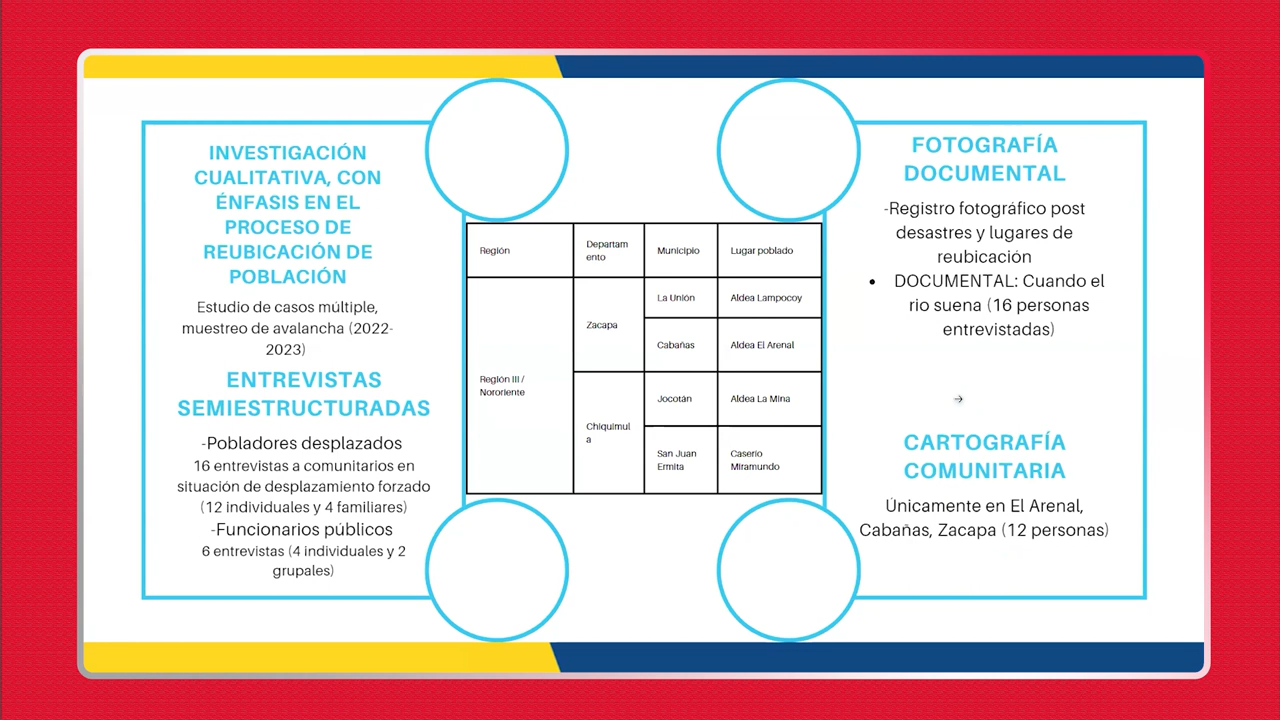 INVESTIGACIÓN
CUALITATIVA, CON
ÉNFASIS EN EL
PROCESO DE
REUBICACIÓN DE
POBLACIÓN
Estudio de casos múltiple,
muestreo de avalancha (2022-
2023)
ENTREVISTAS
SEMIESTRUCTURADAS
-Pobladores desplazados
16 entrevistas a comunitarios en
situación de desplazamiento forzado
(12 individuales y 4 familiares)
-Funcionarios públicos
6 entrevistas (4 individuales y 2
grupales)
Región
Departam
ento
Municipio
Lugar poblado
Región III /
Nororiente
Zacapa
La Unión
Aldea Lampocoy
Cabañas
Aldea El Arenal
Chiquimul
a
Jocotán
Aldea La Mina
San Juan
Ermita
Caserío
Miramundo
FOTOGRAFÍA
DOCUMENTAL
-Registro fotográfico post
desastres y lugares de
reubicación
• DOCUMENTAL: Cuando el
rio suena (16 personas
entrevistadas)
→
CARTOGRAFÍA
COMUNITARIA
Únicamente en El Arenal,
Cabañas, Zacapa (12 personas)